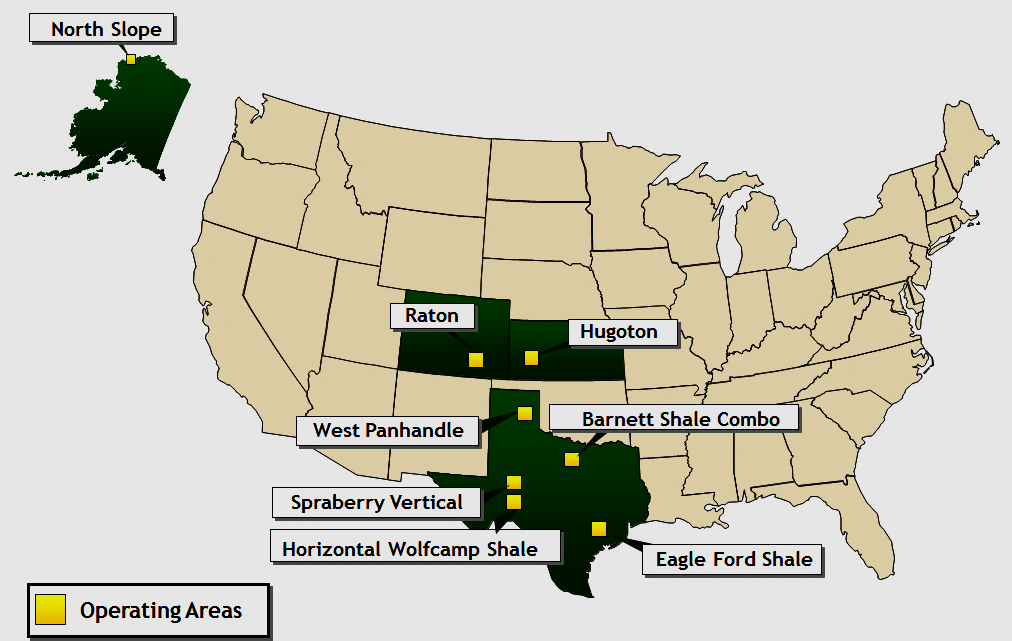 North Slope
Raton
Hugoton
West Panhandle
Barnett Shale Combo
Spraberry Vertical
Horizontal Wolfcamp Shale
Eagle Ford Shale
Operating Areas